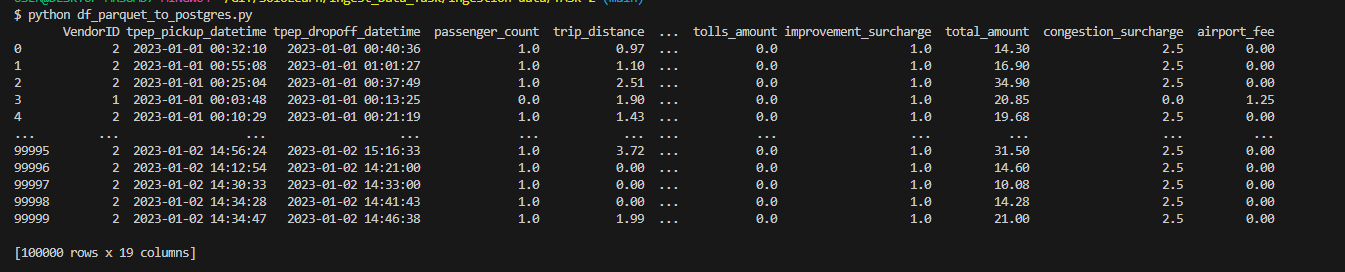 $ python df_parquet_to_postgres.py
VendorID tpep_pickup_datetime tpep_dropoff_datetime passenger_count trip_distance ... tolls_amount improvement_surcharge total_amount congestion_surcharge airport_fee
0 2 2023-01-01 00:32:10 2023-01-01 00:40:36 1.0 0.97 ... 0.0 1.0 14.30 2.5 0.00
1 2 2023-01-01 00:55:08 2023-01-01 01:01:27 1.0 1.10 ... 0.0 1.0 16.90 2.5 0.00
2 2 2023-01-01 00:25:04 2023-01-01 00:37:49 1.0 2.51 ... 0.0 1.0 34.90 2.5 0.00
3 1 2023-01-01 00:03:48 2023-01-01 00:13:25 0.0 1.90 ... 0.0 1.0 20.85 0.0 1.25
4 2 2023-01-01 00:10:29 2023-01-01 00:21:19 1.0 1.43 ... 0.0 1.0 19.68 2.5 0.00
... ... ... ... ... ... ... ... ... ... ... ...
99995 2 2023-01-02 14:56:24 2023-01-02 15:16:33 1.0 3.72 ... 0.0 1.0 31.50 2.5 0.00
99996 2 2023-01-02 14:12:54 2023-01-02 14:21:00 1.0 0.00 ... 0.0 1.0 14.60 2.5 0.00
99997 2 2023-01-02 14:30:33 2023-01-02 14:33:00 1.0 0.00 ... 0.0 1.0 10.08 2.5 0.00
99998 2 2023-01-02 14:34:28 2023-01-02 14:41:43 1.0 0.00 ... 0.0 1.0 14.28 2.5 0.00
99999 2 2023-01-02 14:34:47 2023-01-02 14:46:38 1.0 1.99 ... 0.0 1.0 21.00 2.5 0.00
[100000 rows x 19 columns]